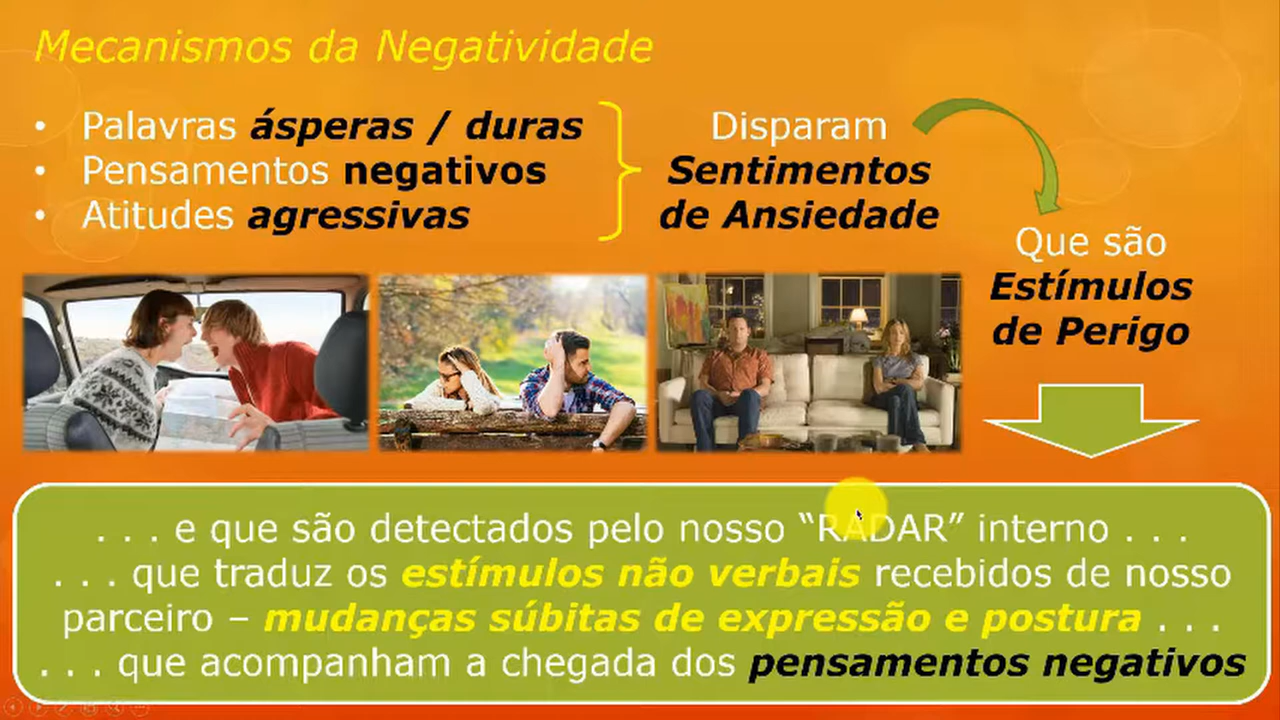 Mecanismos da Negatividade
• Palavras ásperas / duras
• Pensamentos negativos
• Atitudes agressivas
Disparam
Sentimentos
de Ansiedade
Que são
Estímulos
de Perigo
. . . e que são detectados pelo nosso “RADAR” interno . . .
. . . que traduz os estímulos não verbais recebidos de nosso
parceiro – mudanças súbitas de expressão e postura . . .
. . . que acompanham a chegada dos pensamentos negativos